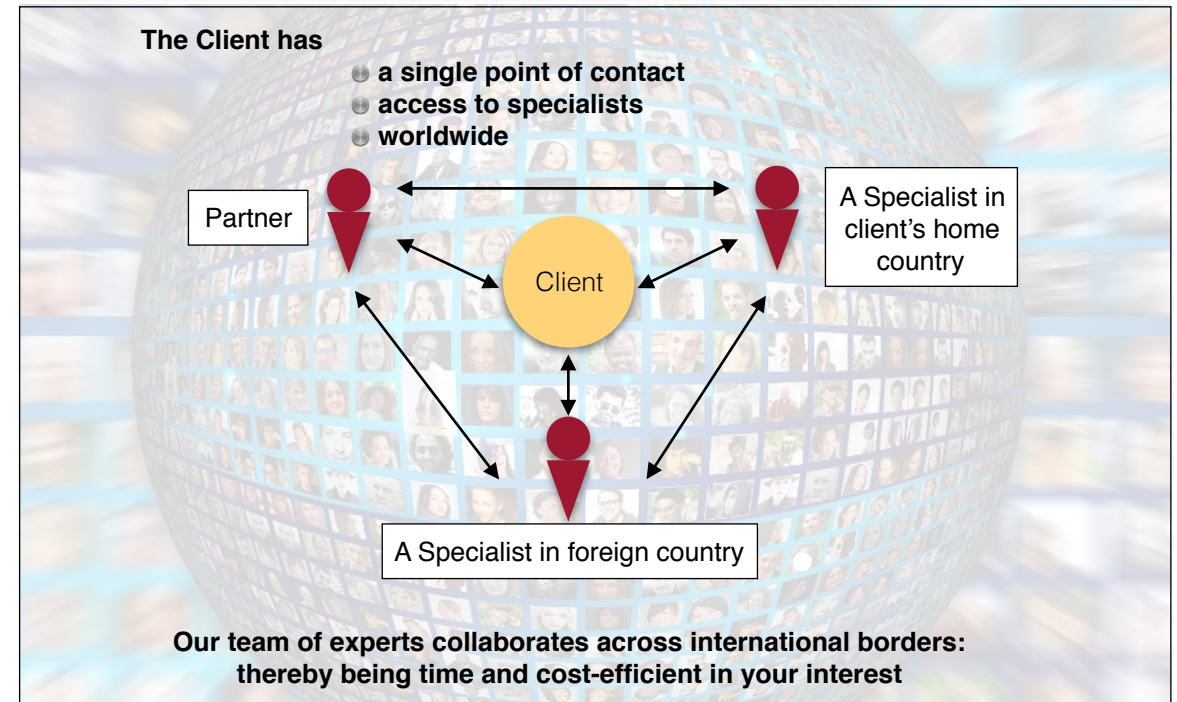 The Client has
a single point of contact
access to specialists
worldwide
Partner
A Specialist in
client’s home
country
Client
A Specialist in foreign country
Our team of experts collaborates across international borders:
thereby being time and cost-efficient in your interest